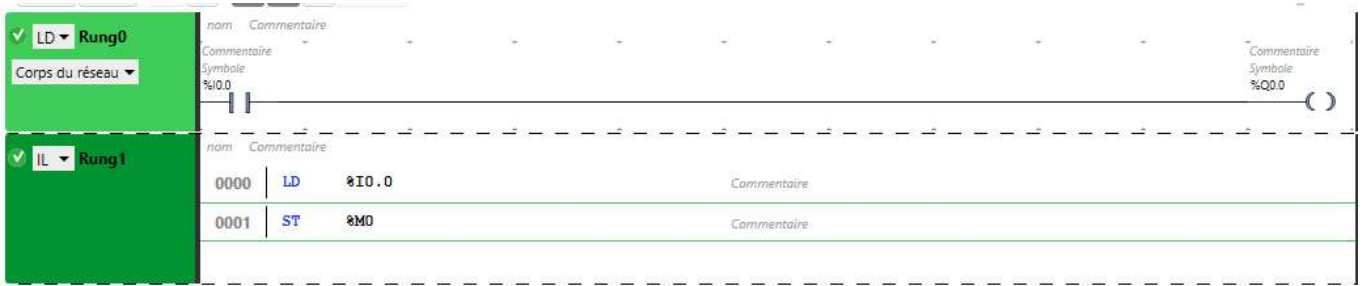 LD Rung0
nom Commentaire
Commentaire
Symbole
%I0.0
Commentaire
Symbole
%Q0.0
Corps du réseau
IL Rung1
nom Commentaire
0000 LD %I0.0 Commentaire
0001 ST %M0 Commentaire